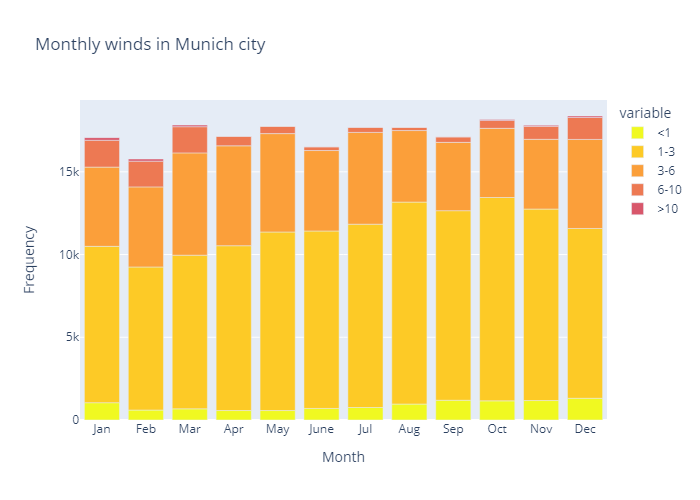 Monthly winds in Munich city
variable
<1
1-3
3-6
6-10
>10
Frequency
15k
10k
5k
0
Jan Feb Mar Apr May June Jul Aug Sep Oct Nov Dec
Month